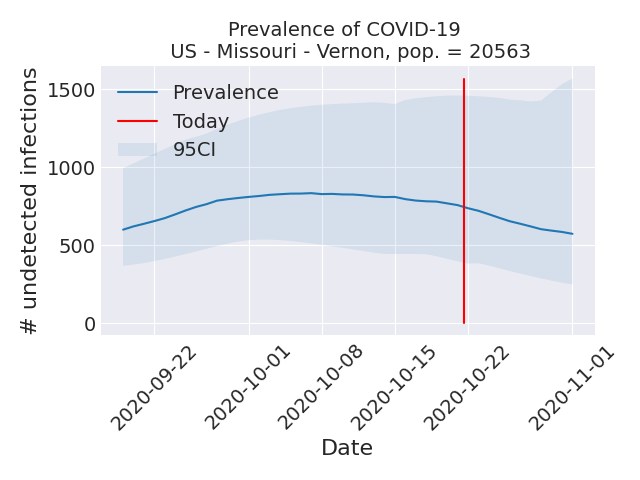 Prevalence of COVID-19
US - Missouri - Vernon, pop. = 20563
# undetected infections
1500
1000
500
0
Prevalence
Today
95CI
2020-09-22
2020-10-01
2020-10-08
2020-10-15
2020-10-22
2020-11-01
Date